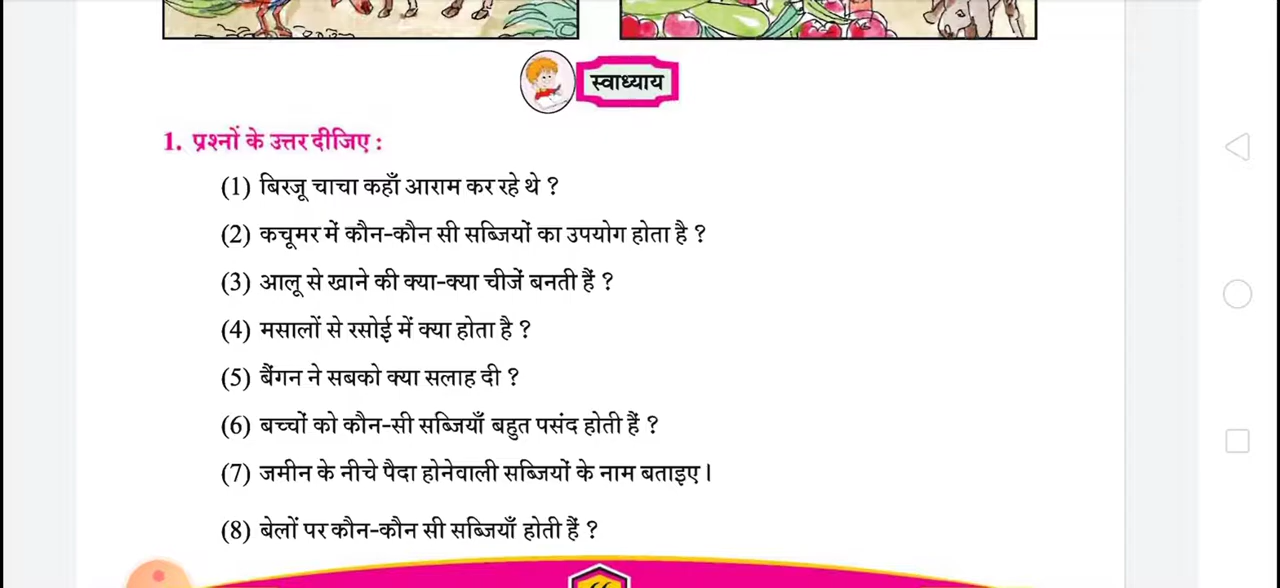 स्वाध्याय
1. प्रश्नों के उत्तर दीजिए :
(1) बिरजू चाचा कहाँ आराम कर रहे थे ?
(2) कचूमर में कौन-कौन सी सब्जियों का उपयोग होता है ?
(3) आलू से खाने की क्या-क्या चीजें बनती हैं ?
(4) मसालों से रसोई में क्या होता है ?
(5) बैंगन ने सबको क्या सलाह दी ?
(6) बच्चों को कौन-सी सब्जियाँ बहुत पसंद होती हैं ?
(7) जमीन के नीचे पैदा होनेवाली सब्जियों के नाम बताइए।
(8) बेलों पर कौन-कौन सी सब्जियाँ होती हैं ?